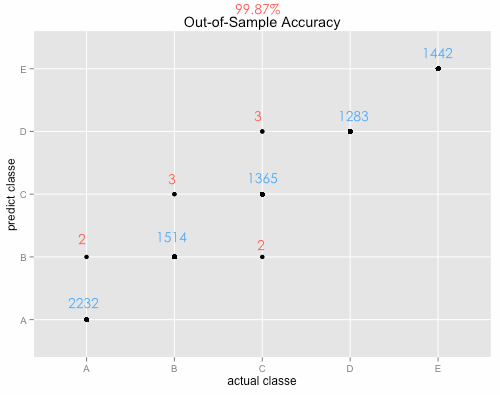 99.87%
Out-of-Sample Accuracy
1442
E
3
1283
D
3
1365
C
2
1514
2
B
2232
A
A B C D E
actual classe
predict classe